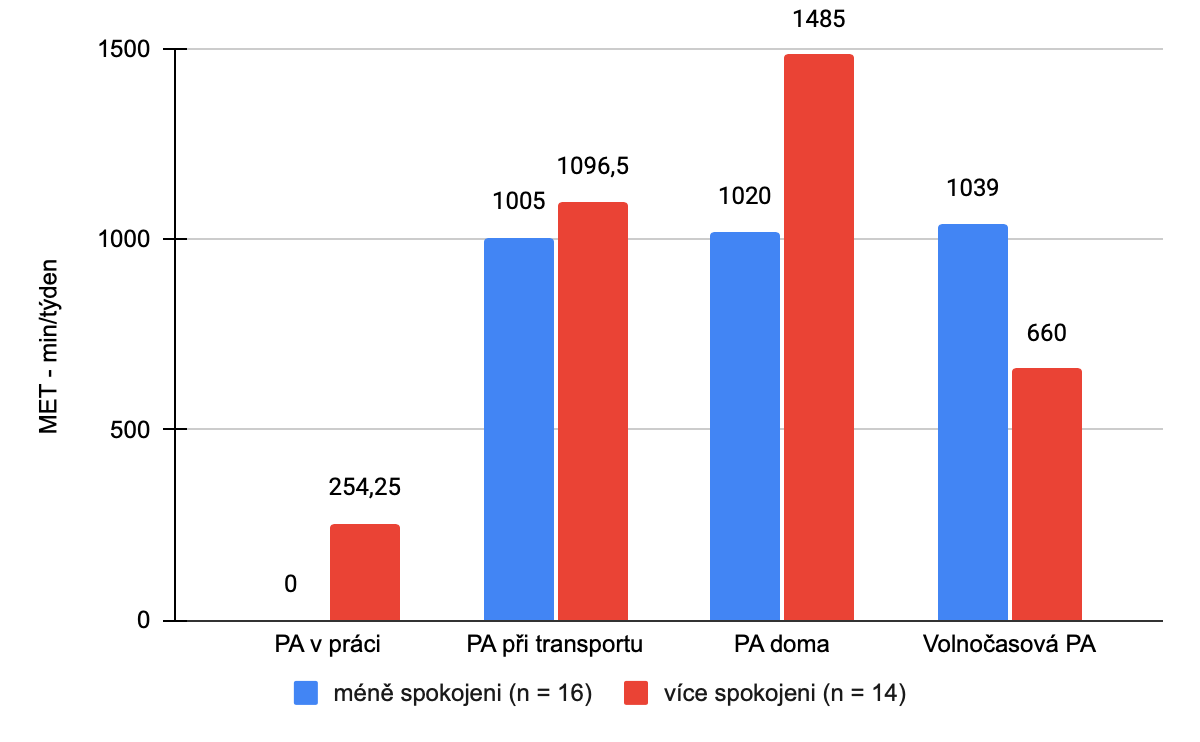 1485
1500
1096,5
1005
1020
1039
1000
660
MET - min/týden
500
254,25
0
0
PA v práci
PA při transportu
PA doma
Volnočasová PA
méně spokojeni (n = 16)
více spokojeni (n = 14)